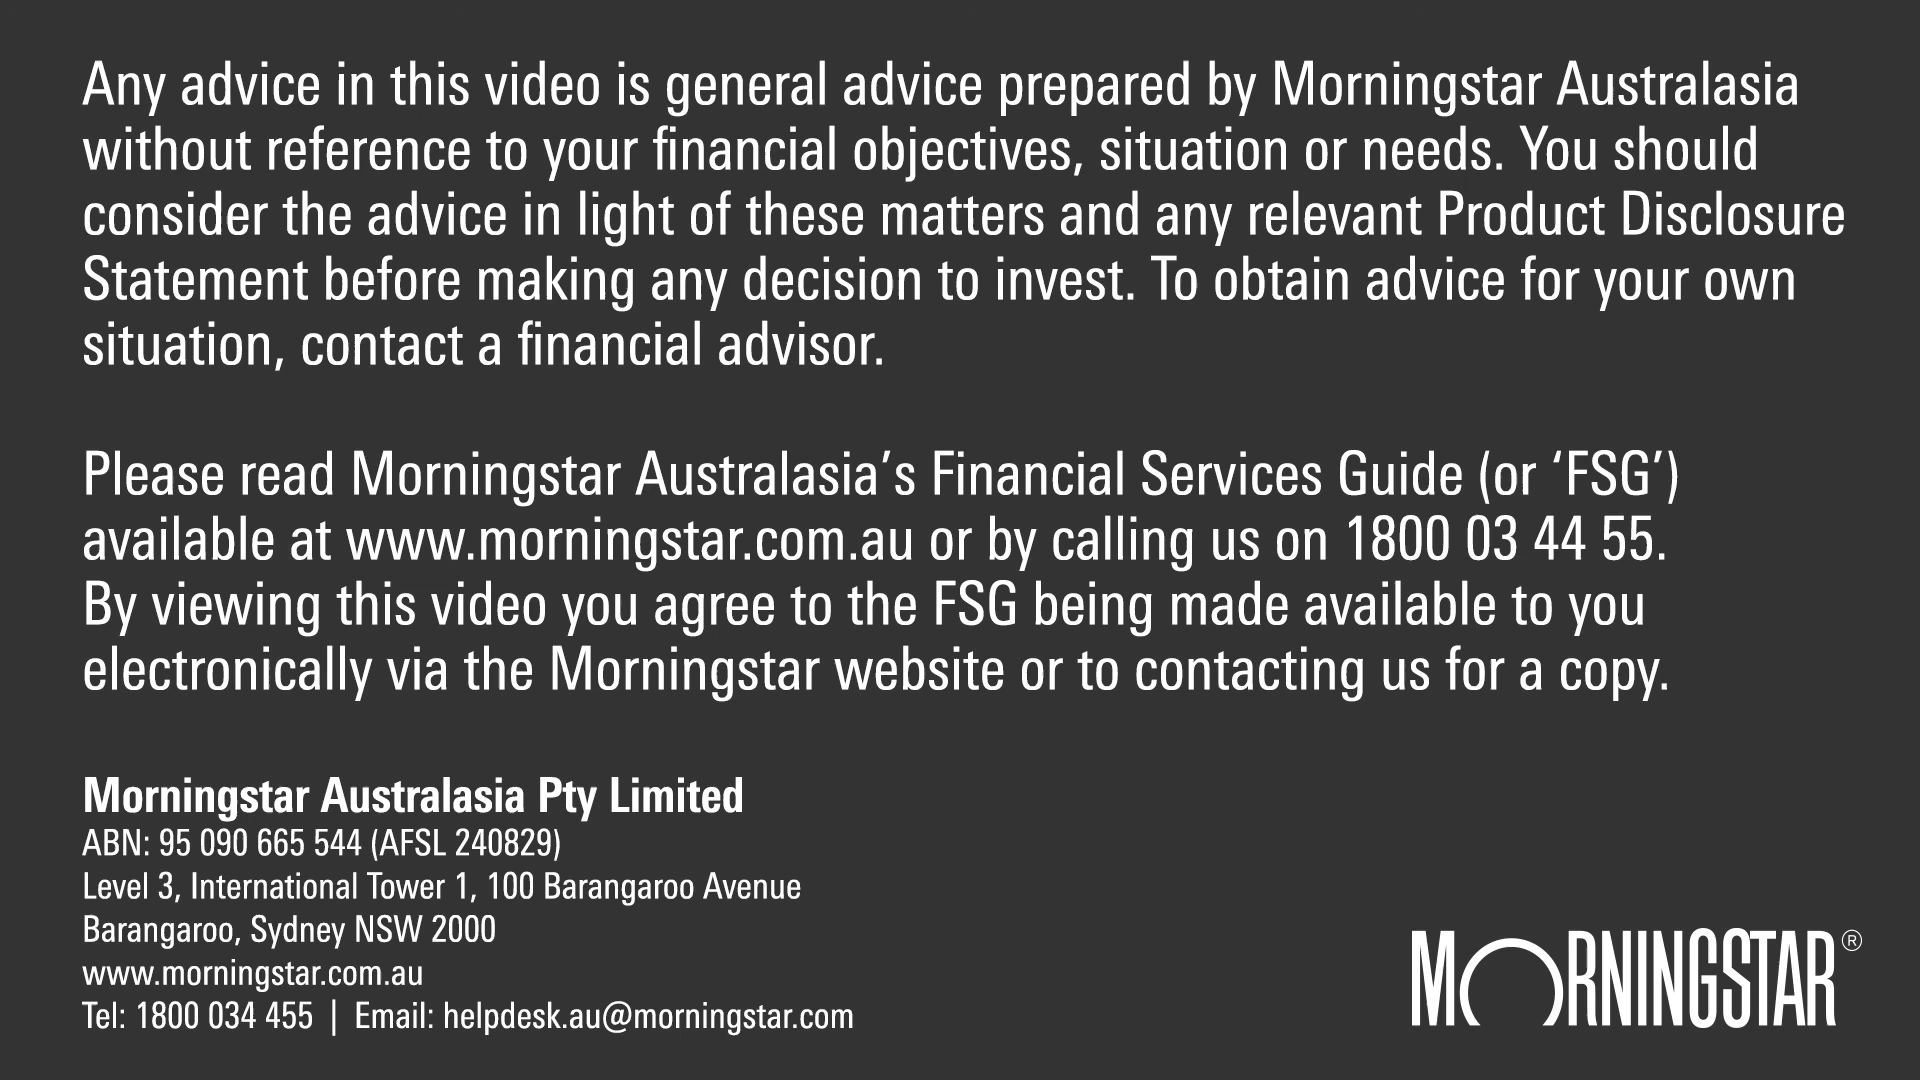 Any advice in this video is general advice prepared by Morningstar Australasia
without reference to your financial objectives, situation or needs. You should
consider the advice in light of these matters and any relevant Product Disclosure
Statement before making any decision to invest. To obtain advice for your own
situation, contact a financial advisor.
Please read Morningstar Australasia’s Financial Services Guide (or ‘FSG’)
available at www.morningstar.com.au or by calling us on 1800 03 44 55.
By viewing this video you agree to the FSG being made available to you
electronically via the Morningstar website or to contacting us for a copy.
Morningstar Australasia Pty Limited
ABN: 95 090 665 544 (AFSL 240829)
Level 3, International Tower 1, 100 Barangaroo Avenue
Barangaroo, Sydney NSW 2000
www.morningstar.com.au
Tel: 1800 034 455 | Email: helpdesk.au@morningstar.com
MORNINGSTAR®